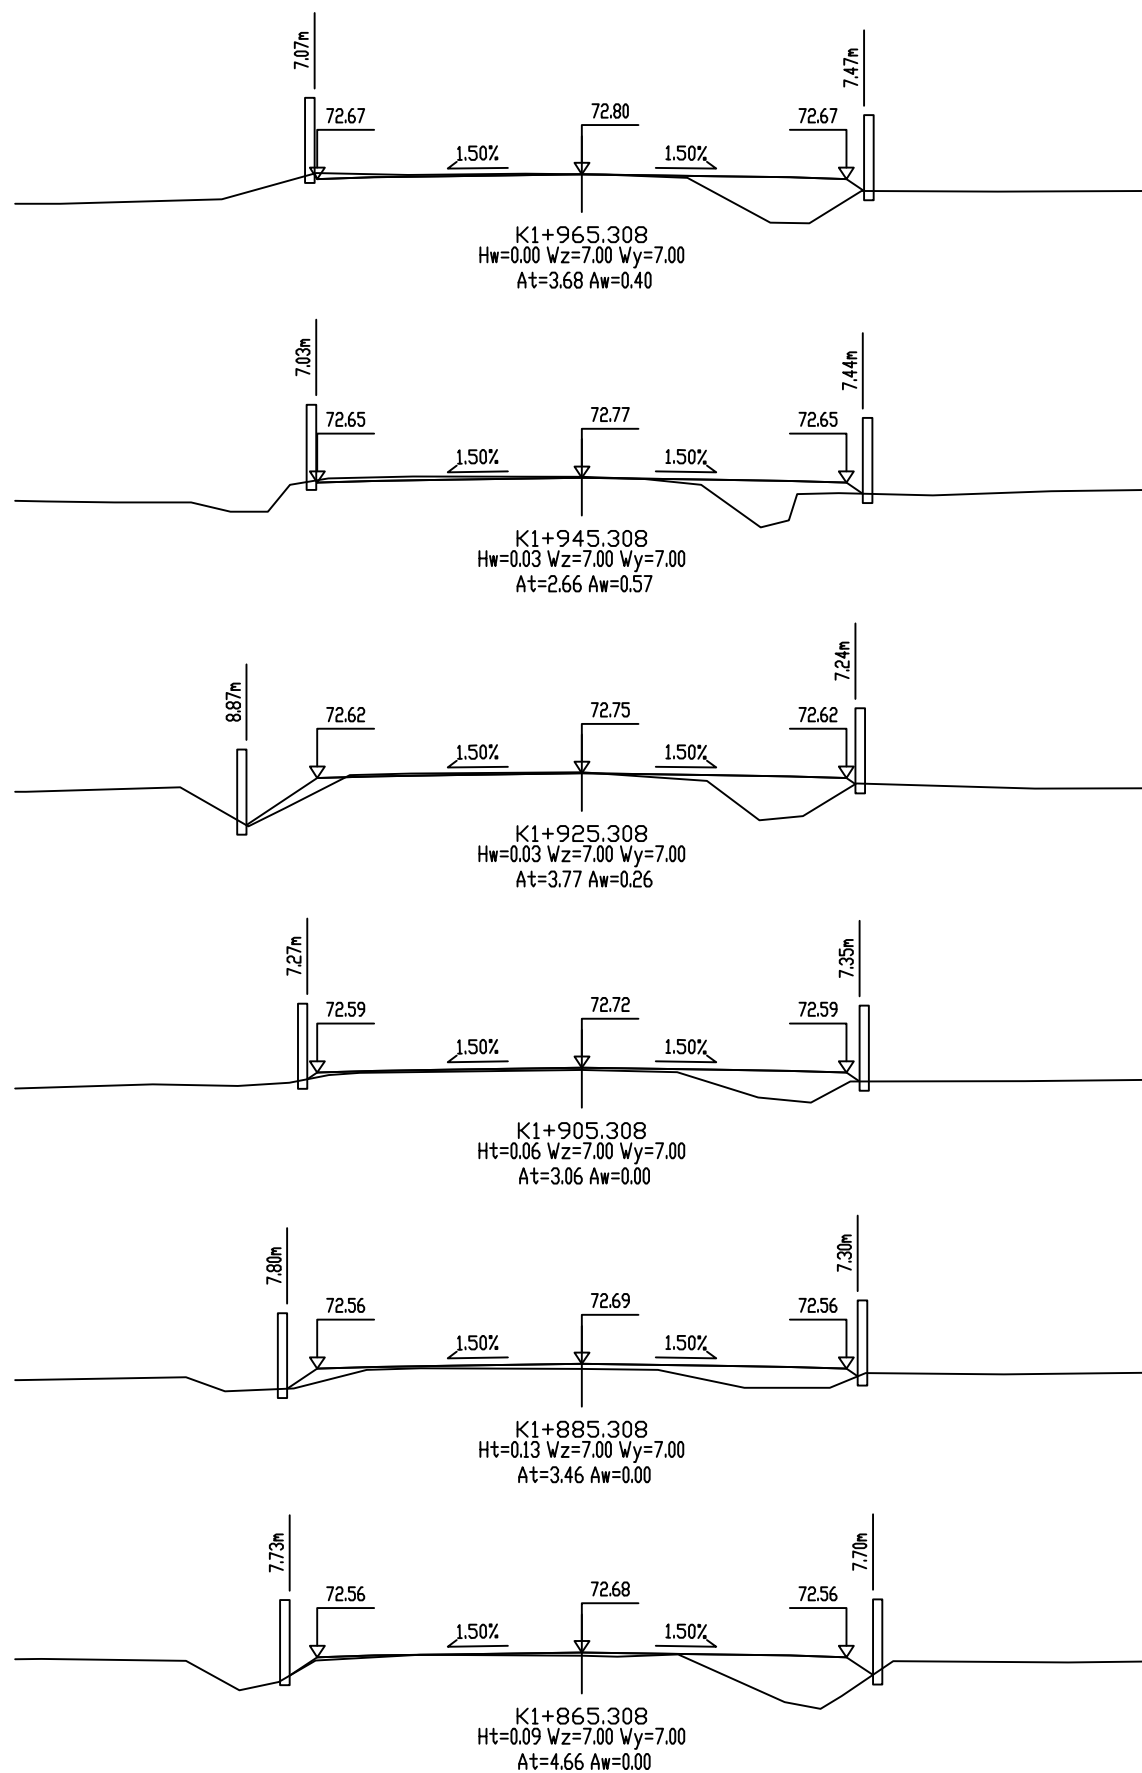 7.07m
7.47m
72.67
72.80
72.67
1.50%
1.50%
K1+965.308
Hw=0.00 Wz=7.00 Wy=7.00
At=3.68 Aw=0.40
7.03m
7.44m
72.65
72.77
72.65
1.50%
1.50%
K1+945.308
Hw=0.03 Wz=7.00 Wy=7.00
At=2.66 Aw=0.57
8.87m
7.24m
72.62
72.75
72.62
1.50%
1.50%
K1+925.308
Hw=0.03 Wz=7.00 Wy=7.00
At=3.77 Aw=0.26
7.27m
7.35m
72.59
72.72
72.59
1.50%
1.50%
K1+905.308
Ht=0.06 Wz=7.00 Wy=7.00
At=3.06 Aw=0.00
7.80m
7.30m
72.56
72.69
72.56
1.50%
1.50%
K1+885.308
Ht=0.13 Wz=7.00 Wy=7.00
At=3.46 Aw=0.00
7.73m
7.70m
72.56
72.68
72.56
1.50%
1.50%
K1+865.308
Ht=0.09 Wz=7.00 Wy=7.00
At=4.66 Aw=0.00